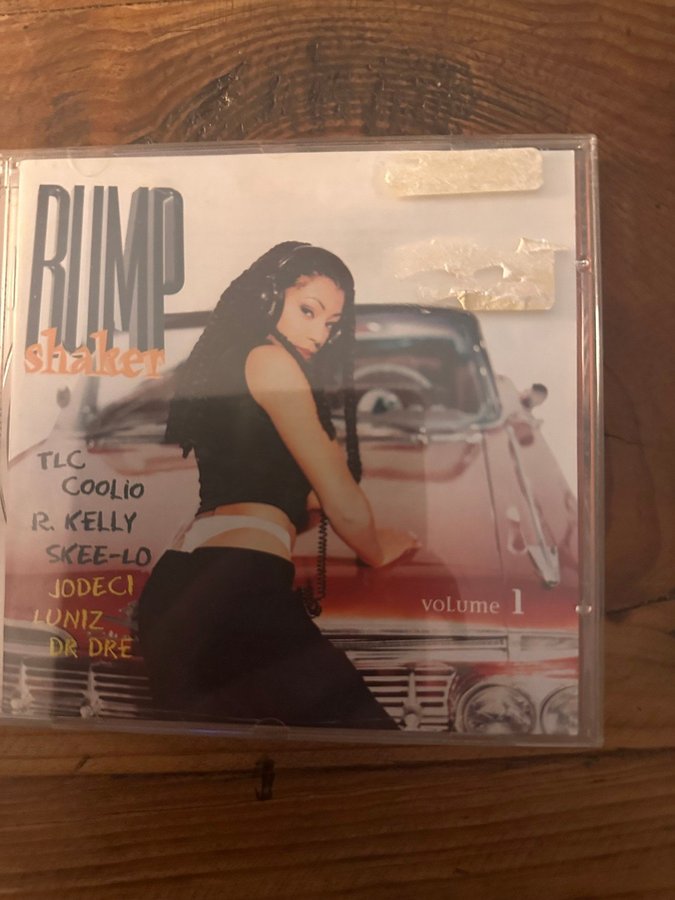 RUMP
shaker
TLC
COOLiO
R. KELLY
SKEE-LO
JODECI
LUNIZ
DR DRE
volume 1